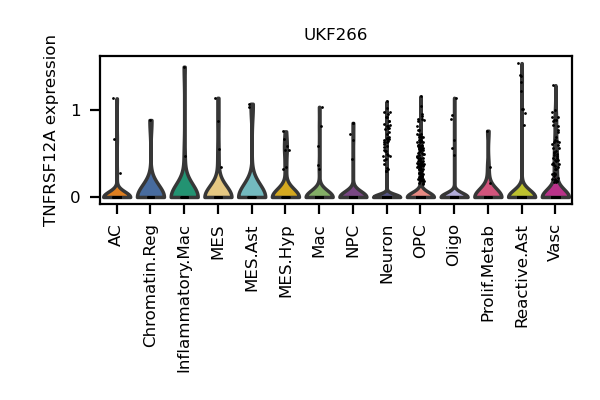 UKF266
TNFRSF12A expression
1
0
AC
Chromatin.Reg
Inflammatory.Mac
MES
MES.Ast
MES.Hyp
Mac
NPC
Neuron
OPC
Oligo
Prolif.Metab
Reactive.Ast
Vasc